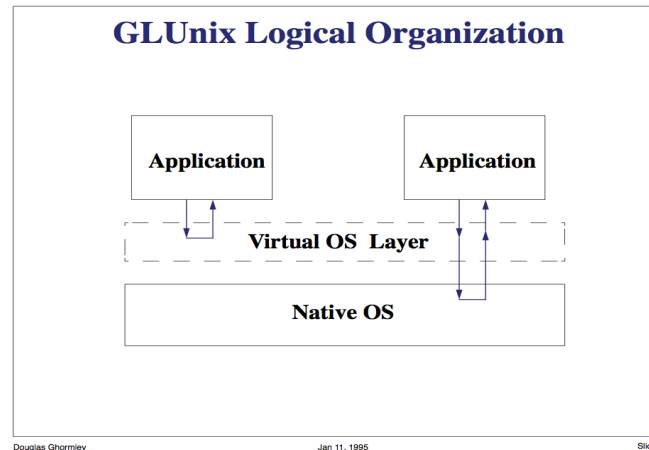 GLUnix Logical Organization
Application Application
Virtual OS Layer
Native OS
Douglas Ghormley Jan 11, 1995